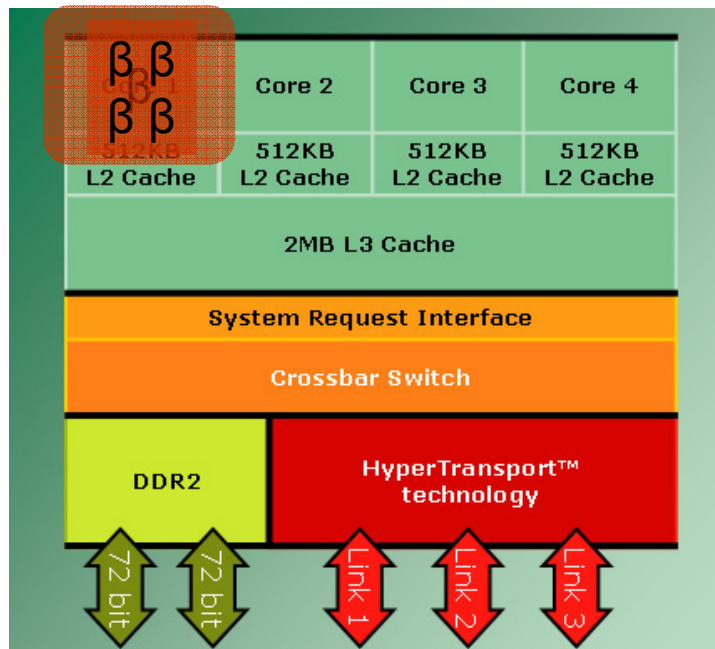 β β
β
β β
Core 1
Core 2
Core 3
Core 4
512KB
L2 Cache
512KB
L2 Cache
512KB
L2 Cache
512KB
L2 Cache
2MB L3 Cache
System Request Interface
Crossbar Switch
DDR2
HyperTransport™
technology
72 bit
72 bit
Link 1
Link 2
Link 3